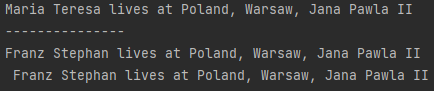 Maria Teresa lives at Poland, Warsaw, Jana Pawla II
---------------
Franz Stephan lives at Poland, Warsaw, Jana Pawla II
 Franz Stephan lives at Poland, Warsaw, Jana Pawla II